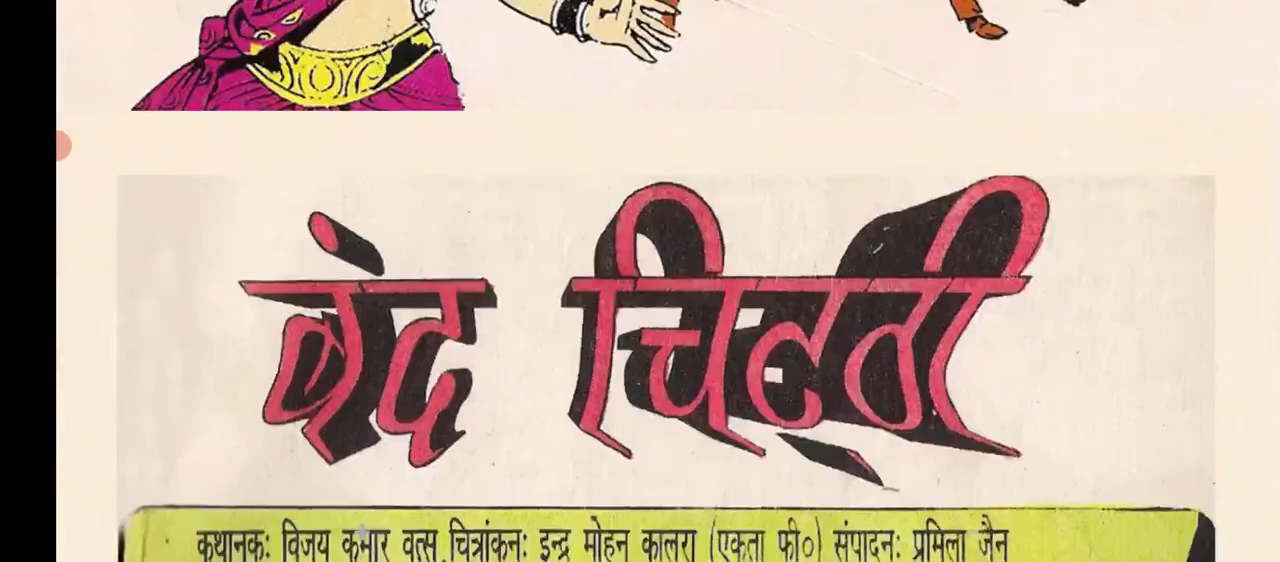 बंद चिट्ठी
कथानकः विजय कुमार वत्स चित्रांकनः इन्द्र मोहन कालरा (एकता फी०) संपादनः प्रमिला जैन